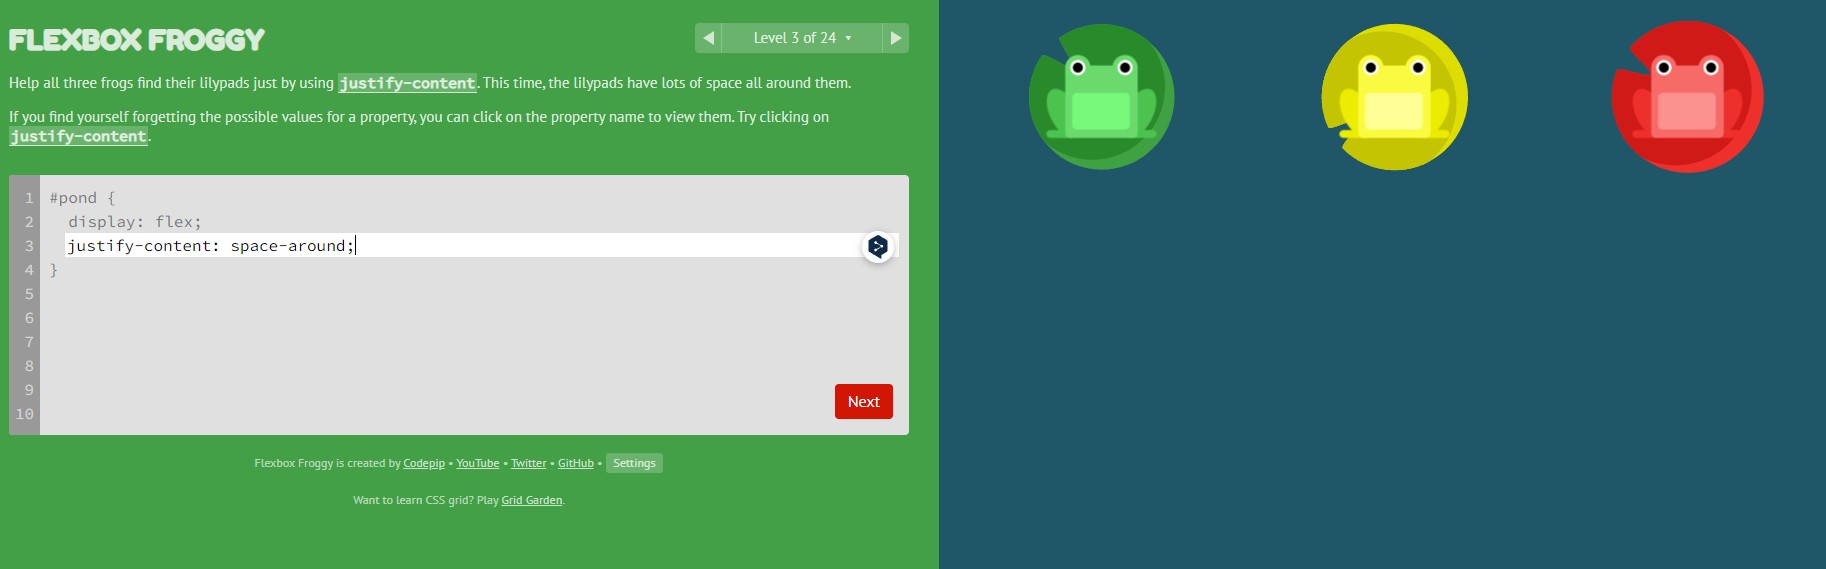 FLEXBOX FROGGY
◀ Level 3 of 24 ▾ ▶
Help all three frogs find their lilypads just by using justify-content. This time, the lilypads have lots of space all around them.
If you find yourself forgetting the possible values for a property, you can click on the property name to view them. Try clicking on
justify-content.
1 #pond {
2 display: flex;
3 justify-content: space-around;
4 }
5
6
7
8
9
10
Next
Flexbox Froggy is created by Codepip • YouTube • Twitter • GitHub • Settings
Want to learn CSS grid? Play Grid Garden.